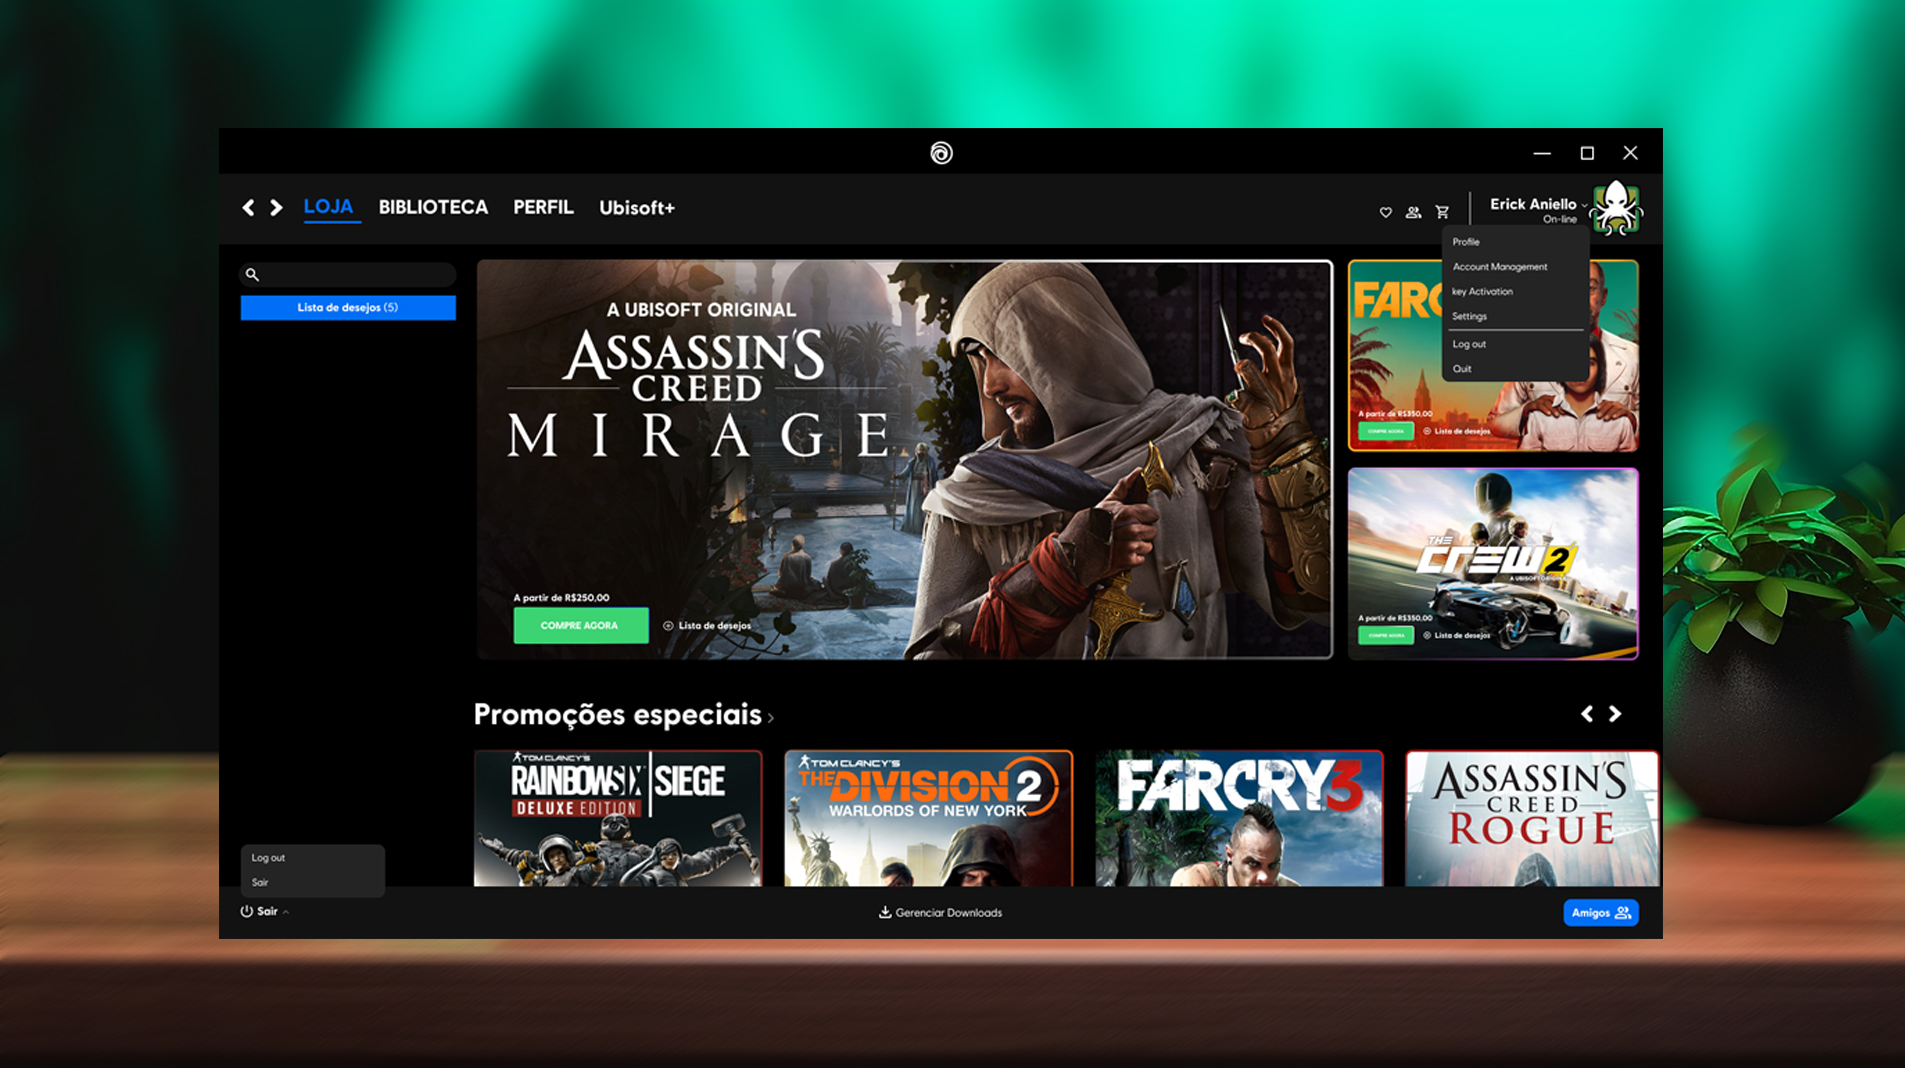 LOJA BIBLIOTECA PERFIL Ubisoft+
Erick Aniello
On-line
Profile
Account Management
key Activation
Settings
Log out
Quit
Lista de desejos (5)
A UBISOFT ORIGINAL
ASSASSIN'S
CREED
MIRAGE
A partir de R$250,00
COMPRE AGORA
Lista de desejos
FARC
A partir de R$350,00
COMPRE AGORA
Lista de desejos
THE
CREW 2
A UBISOFT ORIGINAL
A partir de R$350,00
COMPRE AGORA
Lista de desejos
Promoções especiais
TOM CLANCY'S
RAINBOWSIX SIEGE
DELUXE EDITION
TOM CLANCY'S
THE DIVISION 2
WARLORDS OF NEW YORK
FARCRY3
ASSASSIN'S
CREED
ROGUE
Log out
Sair
Sair
Gerenciar Downloads
Amigos